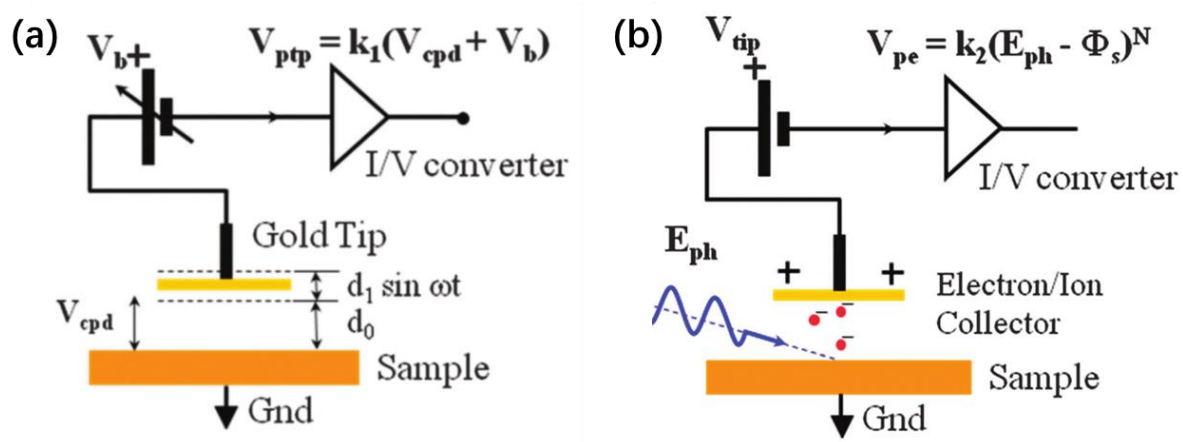 (a)
V_b+
V_ptp = k_1(V_cpd + V_b)
I/V converter
Gold Tip
d_1 sin ωt
d_0
V_cpd
Sample
Gnd
(b)
V_tip
+
V_pe = k_2(E_ph - Φ_s)^N
I/V converter
E_ph
+ +
Electron/Ion
Collector
− − −
Sample
Gnd